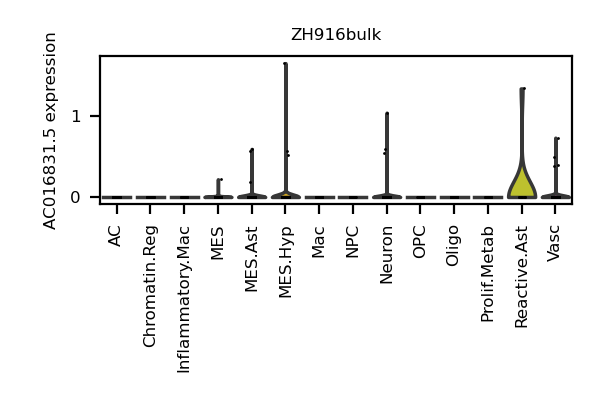 ZH916bulk
AC016831.5 expression
1
0
AC
Chromatin.Reg
Inflammatory.Mac
MES
MES.Ast
MES.Hyp
Mac
NPC
Neuron
OPC
Oligo
Prolif.Metab
Reactive.Ast
Vasc